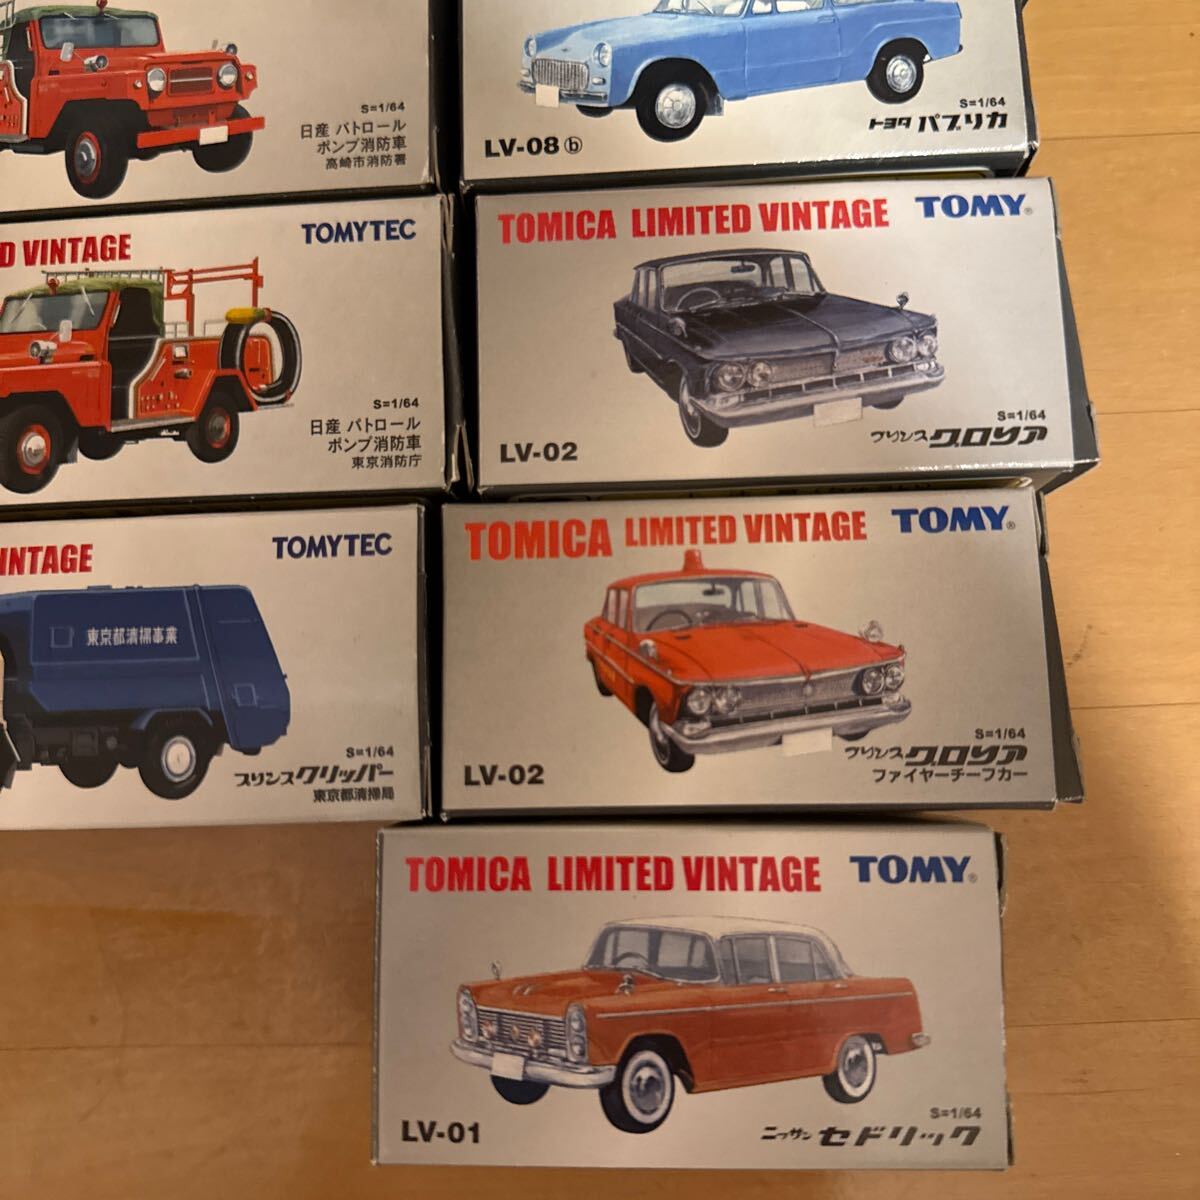 S=1/64
日産 パトロール
ポンプ消防車
高崎市消防署
S=1/64
LV-08 ⓑ
トヨタ パブリカ
D VINTAGE
TOMYTEC
S=1/64
日産 パトロール
ポンプ消防車
東京消防庁
TOMICA LIMITED VINTAGE
TOMY®
S=1/64
LV-02
プリンス グロリア
INTAGE
TOMYTEC
東京都清掃事業
S=1/64
プリンス クリッパー
東京都清掃局
TOMICA LIMITED VINTAGE
TOMY®
S=1/64
LV-02
プリンス グロリア
ファイヤーチーフカー
TOMICA LIMITED VINTAGE
TOMY®
S=1/64
LV-01
ニッサン セドリック